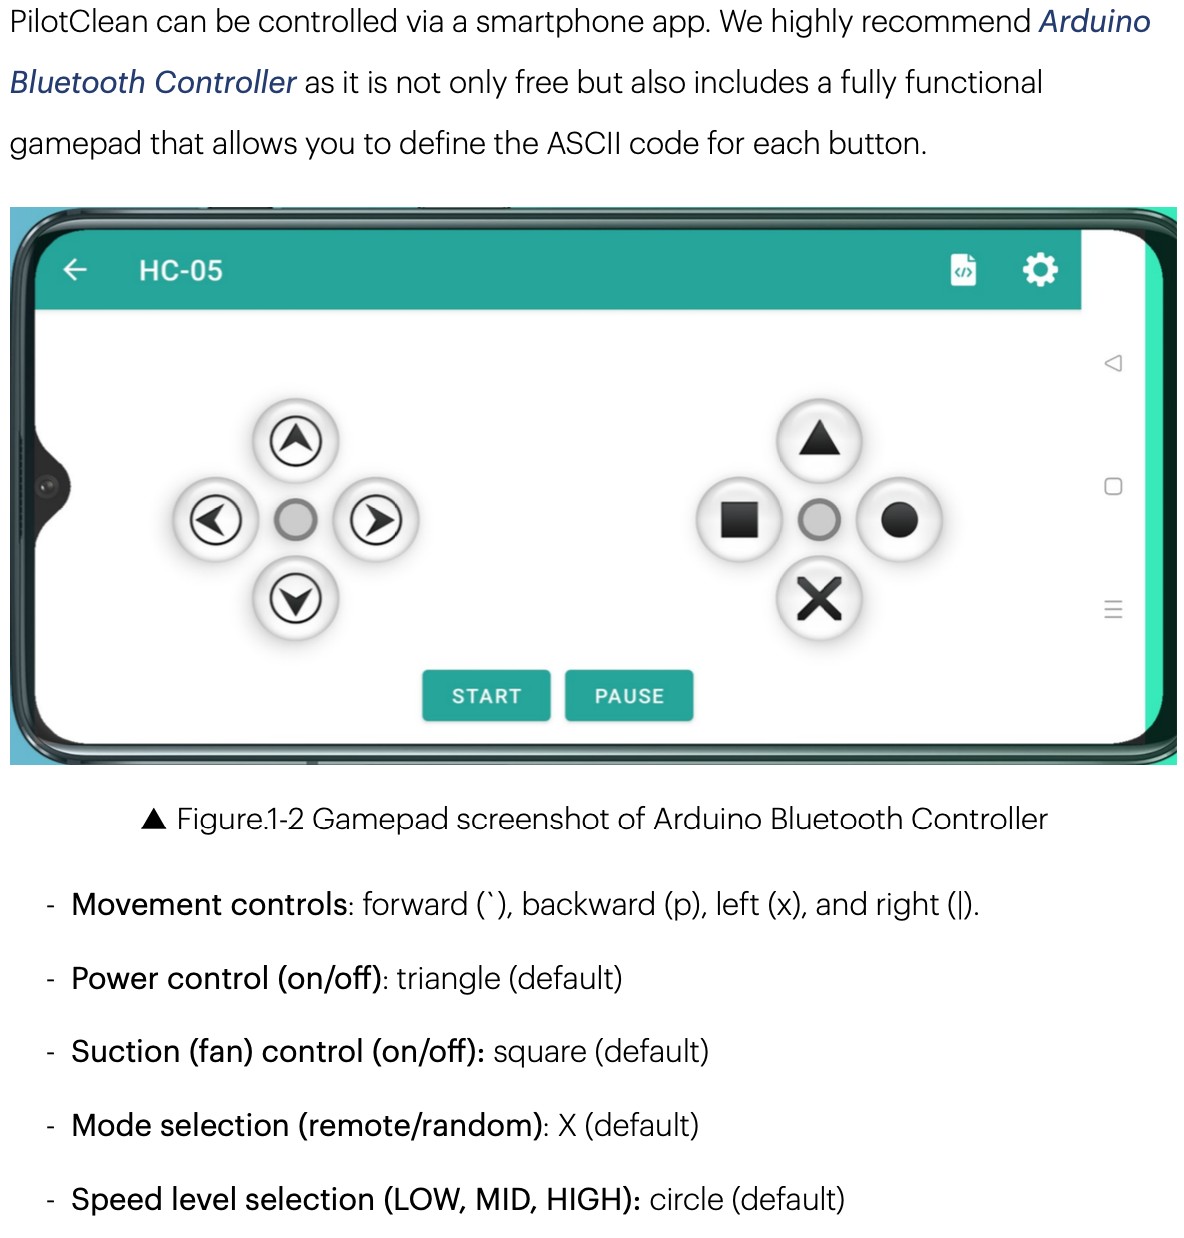 PilotClean can be controlled via a smartphone app. We highly recommend Arduino
Bluetooth Controller as it is not only free but also includes a fully functional
gamepad that allows you to define the ASCII code for each button.
HC-05
START PAUSE
▲ Figure.1-2 Gamepad screenshot of Arduino Bluetooth Controller
- Movement controls: forward (`), backward (p), left (x), and right (|).
- Power control (on/off): triangle (default)
- Suction (fan) control (on/off): square (default)
- Mode selection (remote/random): X (default)
- Speed level selection (LOW, MID, HIGH): circle (default)